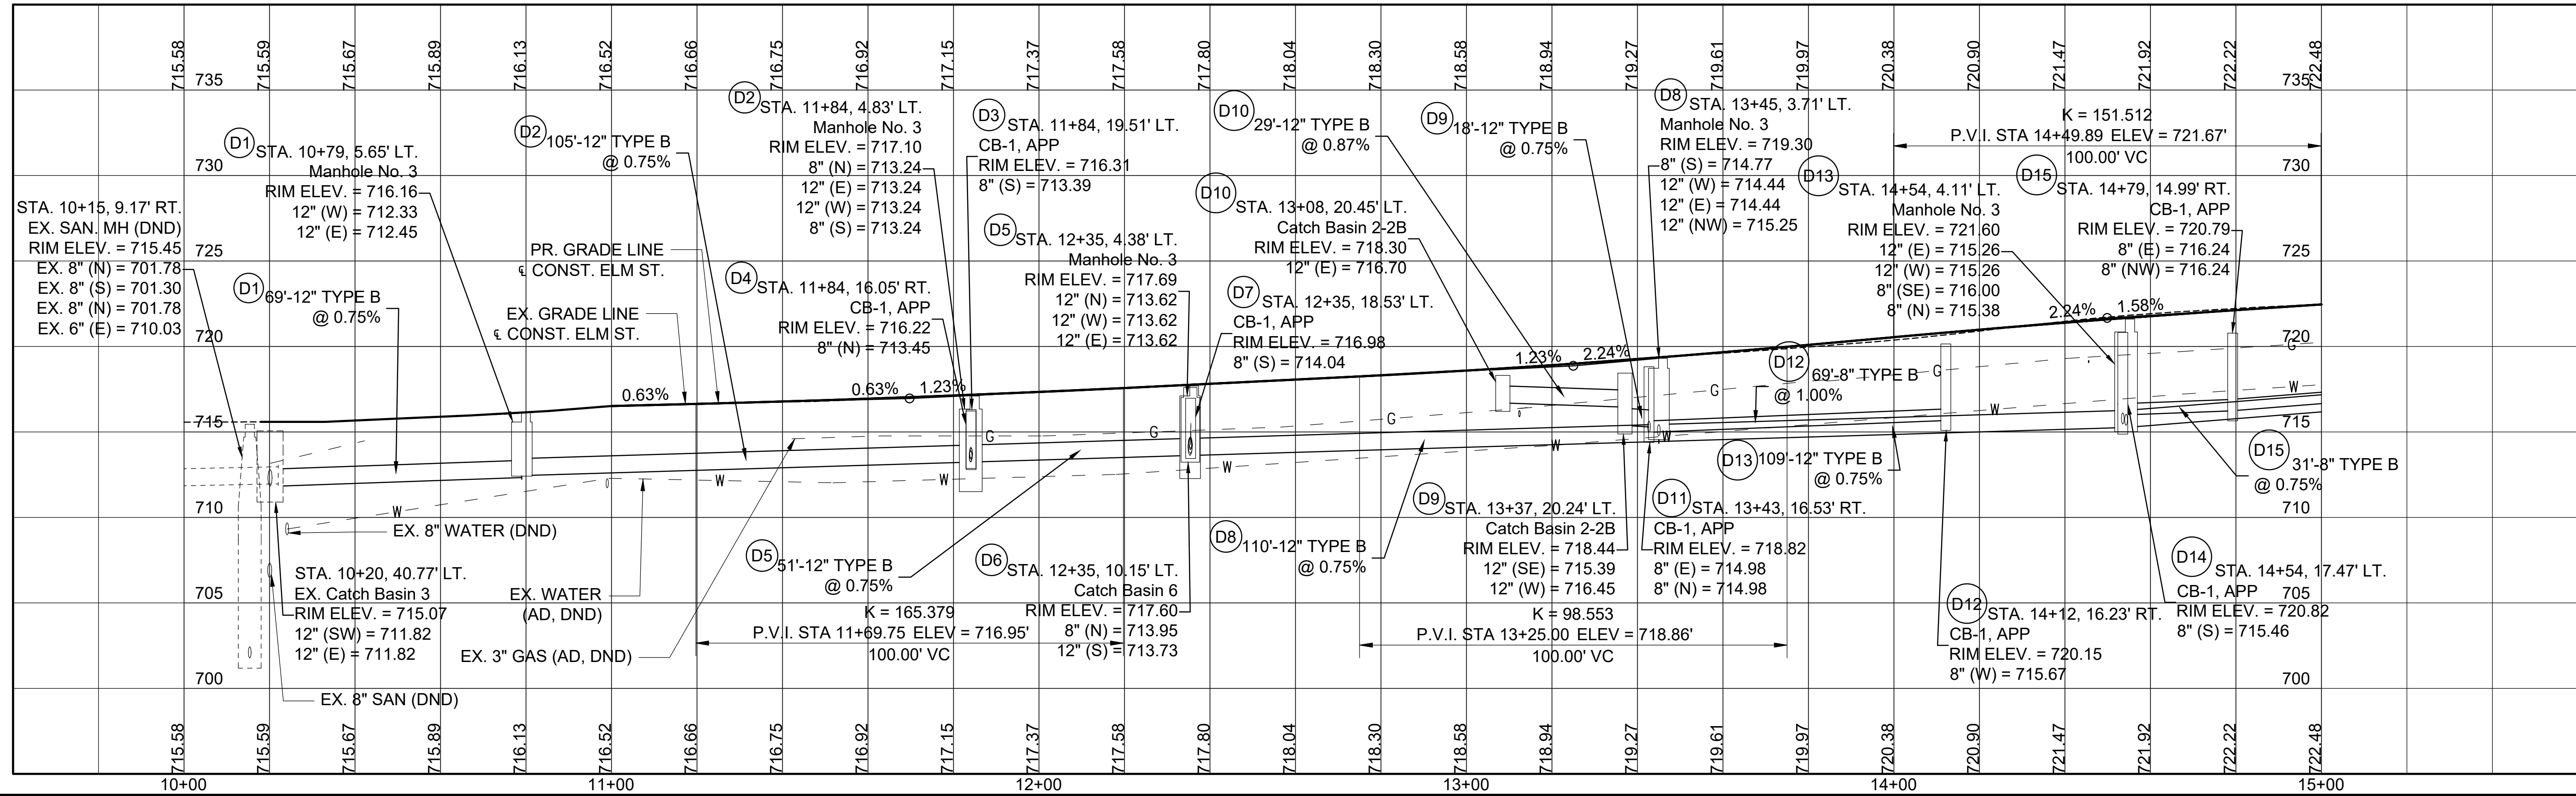 715.58 715.59 715.67 715.89 716.13 716.52 716.66 716.75 716.92 717.15 717.37 717.58 717.80 718.04 718.30 718.58 718.94 719.27 719.61 719.97 720.38 720.90 721.47 721.92 722.22 722.48
735 735
730 730
725 725
720 720
715 715
710 710
705 705
700 700
STA. 10+15, 9.17' RT.
EX. SAN. MH (DND)
RIM ELEV. = 715.45
EX. 8" (N) = 701.78
EX. 8" (S) = 701.30
EX. 8" (N) = 701.78
EX. 6" (E) = 710.03
D1
STA. 10+79, 5.65' LT.
Manhole No. 3
RIM ELEV. = 716.16
12" (W) = 712.33
12" (E) = 712.45
D1
69'-12" TYPE B
@ 0.75%
D2
105'-12" TYPE B
@ 0.75%
PR. GRADE LINE
℄ CONST. ELM ST.
EX. GRADE LINE
℄ CONST. ELM ST.
D2
STA. 11+84, 4.83' LT.
Manhole No. 3
RIM ELEV. = 717.10
8" (N) = 713.24
12" (E) = 713.24
12" (W) = 713.24
8" (S) = 713.24
D3
STA. 11+84, 19.51' LT.
CB-1, APP
RIM ELEV. = 716.31
8" (S) = 713.39
D4
STA. 11+84, 16.05' RT.
CB-1, APP
RIM ELEV. = 716.22
8" (N) = 713.45
D5
STA. 12+35, 4.38' LT.
Manhole No. 3
RIM ELEV. = 717.69
12" (N) = 713.62
12" (W) = 713.62
12" (E) = 713.62
D7
STA. 12+35, 18.53' LT.
CB-1, APP
RIM ELEV. = 716.98
8" (S) = 714.04
D10
29'-12" TYPE B
@ 0.87%
D10
STA. 13+08, 20.45' LT.
Catch Basin 2-2B
RIM ELEV. = 718.30
12" (E) = 716.70
D9
18'-12" TYPE B
@ 0.75%
D8
STA. 13+45, 3.71' LT.
Manhole No. 3
RIM ELEV. = 719.30
8" (S) = 714.77
12" (W) = 714.44
12" (E) = 714.44
12" (NW) = 715.25
D13
STA. 14+54, 4.11' LT.
Manhole No. 3
RIM ELEV. = 721.60
12" (E) = 715.26
12" (W) = 715.26
8" (SE) = 716.00
8" (N) = 715.38
K = 151.512
P.V.I. STA 14+49.89 ELEV = 721.67'
100.00' VC
D15
STA. 14+79, 14.99' RT.
CB-1, APP
RIM ELEV. = 720.79
8" (E) = 716.24
8" (NW) = 716.24
0.63%
0.63%
1.23%
1.23%
2.24%
2.24%
1.58%
D12
69'-8" TYPE B
@ 1.00%
G G G G G G
W W W W W W W W
D13
109'-12" TYPE B
@ 0.75%
D15
31'-8" TYPE B
@ 0.75%
EX. 8" WATER (DND)
STA. 10+20, 40.77' LT.
EX. Catch Basin 3
RIM ELEV. = 715.07
12" (SW) = 711.82
12" (E) = 711.82
EX. 8" SAN (DND)
EX. WATER
(AD, DND)
EX. 3" GAS (AD, DND)
D5
51'-12" TYPE B
@ 0.75%
K = 165.379
P.V.I. STA 11+69.75 ELEV = 716.95'
100.00' VC
D6
STA. 12+35, 10.15' LT.
Catch Basin 6
RIM ELEV. = 717.60
8" (N) = 713.95
12" (S) = 713.73
D8
110'-12" TYPE B
@ 0.75%
D9
STA. 13+37, 20.24' LT.
Catch Basin 2-2B
RIM ELEV. = 718.44
12" (SE) = 715.39
12" (W) = 716.45
K = 98.553
P.V.I. STA 13+25.00 ELEV = 718.86'
100.00' VC
D11
STA. 13+43, 16.53' RT.
CB-1, APP
RIM ELEV. = 718.82
8" (E) = 714.98
8" (N) = 714.98
D12
STA. 14+12, 16.23' RT.
CB-1, APP
RIM ELEV. = 720.15
8" (W) = 715.67
D14
STA. 14+54, 17.47' LT.
CB-1, APP
RIM ELEV. = 720.82
8" (S) = 715.46
715.58 715.59 715.67 715.89 716.13 716.52 716.66 716.75 716.92 717.15 717.37 717.58 717.80 718.04 718.30 718.58 718.94 719.27 719.61 719.97 720.38 720.90 721.47 721.92 722.22 722.48
10+00 11+00 12+00 13+00 14+00 15+00